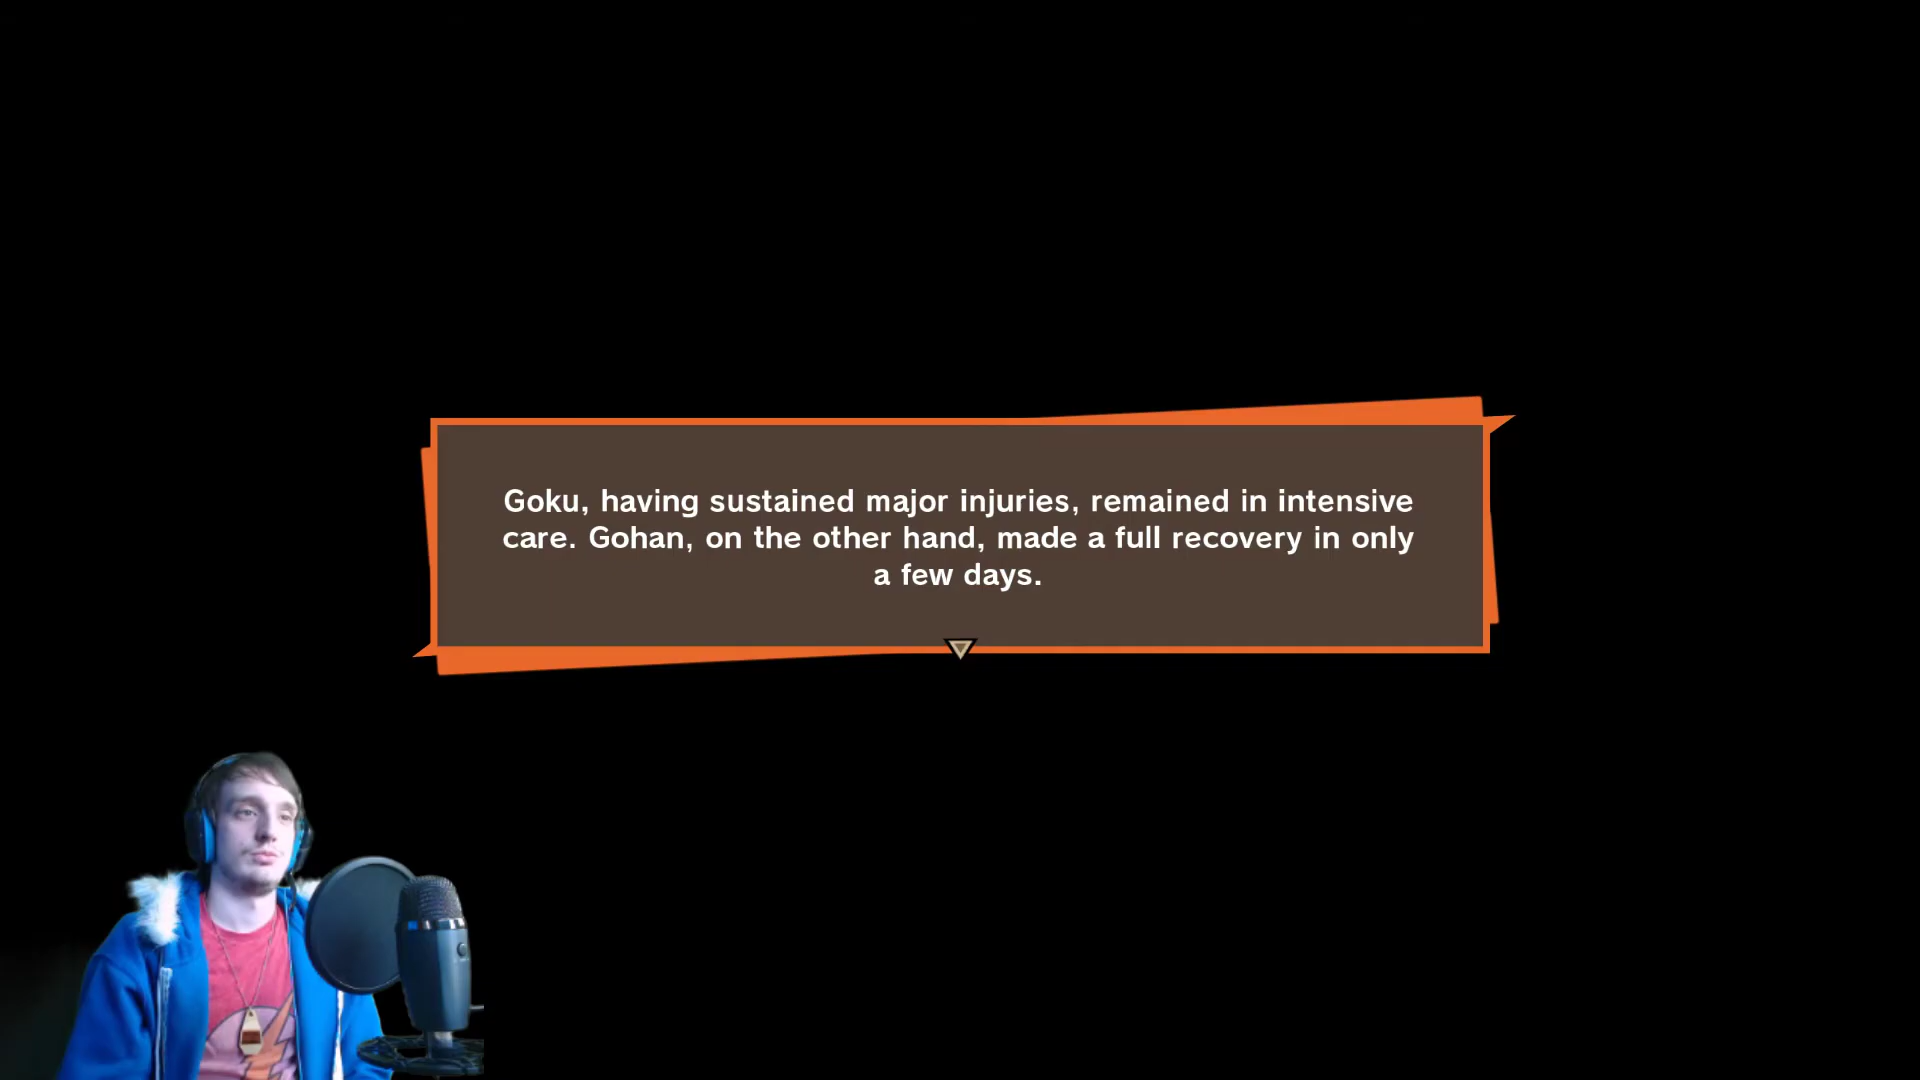 Goku, having sustained major injuries, remained in intensive
care. Gohan, on the other hand, made a full recovery in only
a few days.